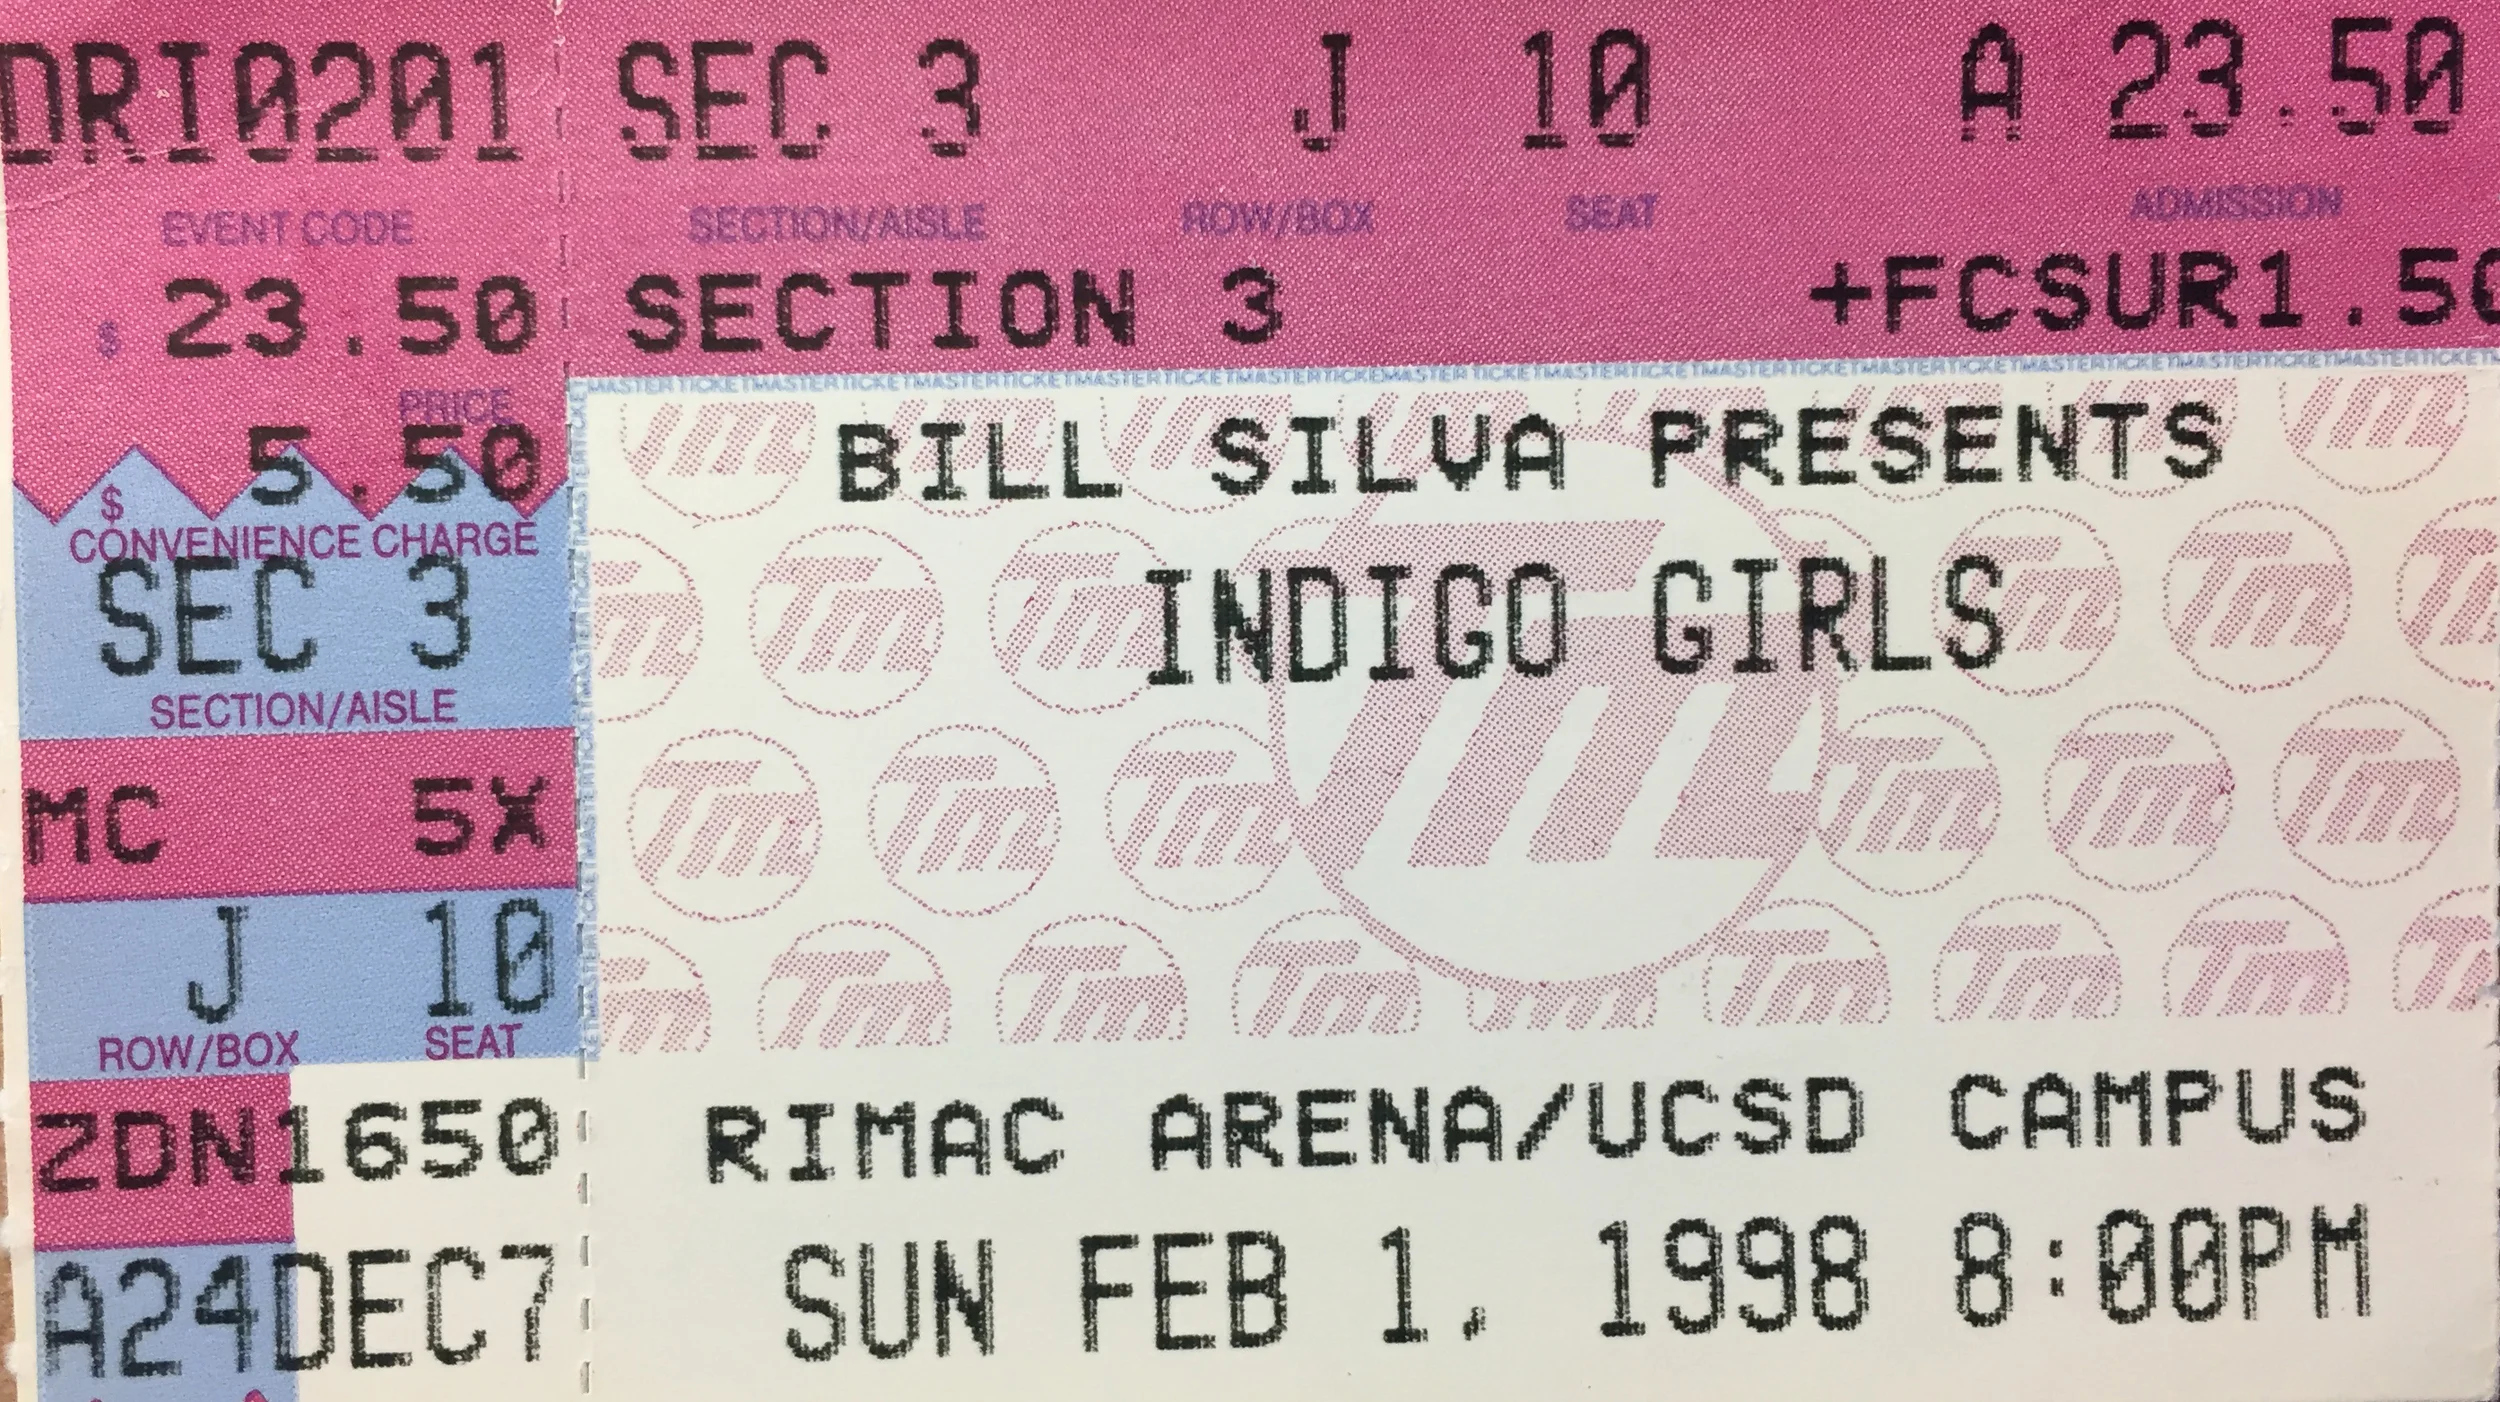 DRI0201
EVENT CODE
$ 23.50
PRICE
5.50
$
CONVENIENCE CHARGE
SEC 3
SECTION/AISLE
MC 5X
J 10
ROW/BOX SEAT
ZDN1650
A24DEC7
SEC 3 J 10 A 23.50
SECTION/AISLE ROW/BOX SEAT ADMISSION
SECTION 3 +FCSUR1.50
MASTERTICKETMASTERTICKETMASTERTICKETMASTERTICKETMASTERTICKEMASTERTICKETMASTERTICKETMASTERTICKETMASTERTICKETMASTERTICKETMASTERTICKET
BILL SILVA PRESENTS
INDIGO GIRLS
RIMAC ARENA/UCSD CAMPUS
SUN FEB 1, 1998 8:00PM